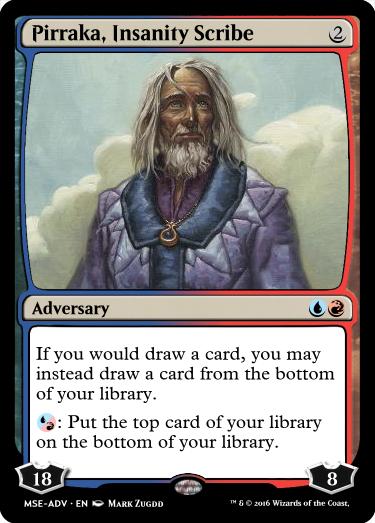 Pirraka, Insanity Scribe 2
Adversary
If you would draw a card, you may
instead draw a card from the bottom
of your library.
: Put the top card of your library
on the bottom of your library.
18 8
MSE-ADV • EN Mark Zugdd ™ & © 2016 Wizards of the Coast,